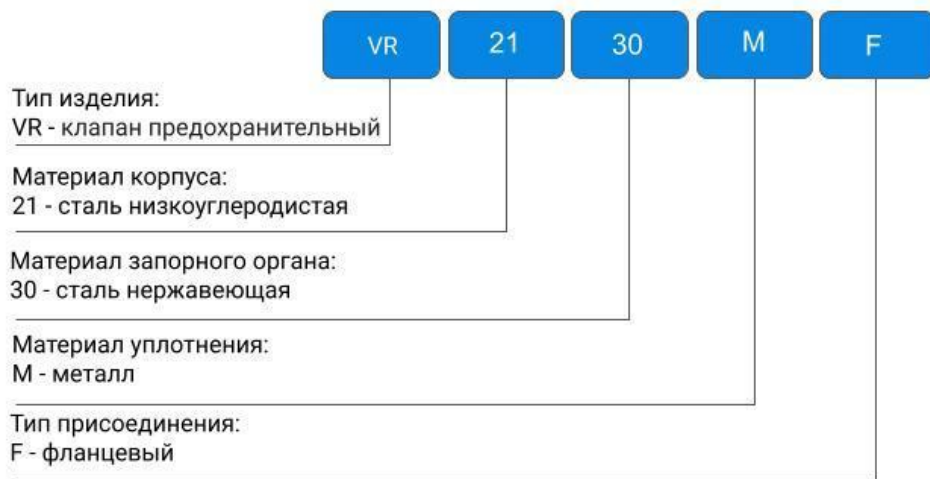 VR 21 30 M F
Тип изделия:
VR - клапан предохранительный
Материал корпуса:
21 - сталь низкоуглеродистая
Материал запорного органа:
30 - сталь нержавеющая
Материал уплотнения:
М - металл
Тип присоединения:
F - фланцевый